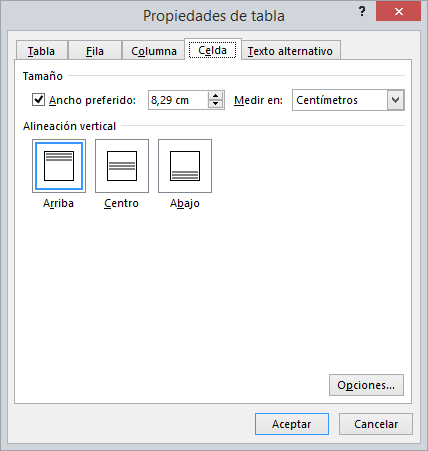 Propiedades de tabla ?
Tabla Fila Columna Celda Texto alternativo
Tamaño
Ancho preferido: 8,29 cm Medir en: Centímetros
Alineación vertical
Arriba Centro Abajo
Opciones...
Aceptar Cancelar